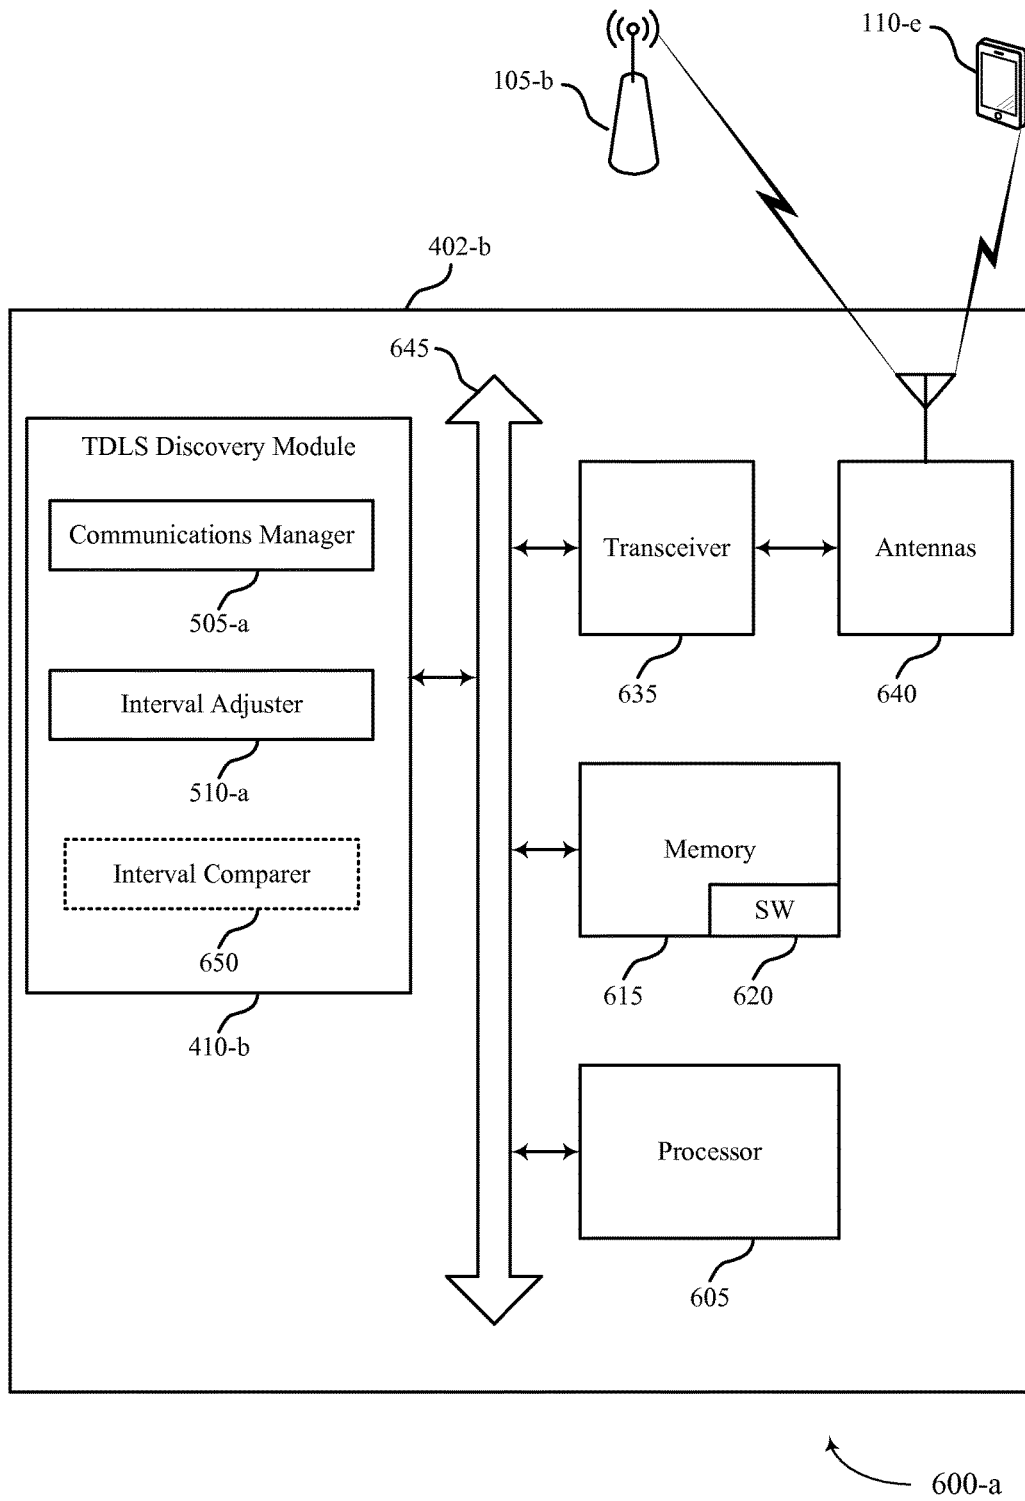 110-e
105-b
402-b
645
TDLS Discovery Module
Communications Manager
505-a
Transceiver
Antennas
635
640
Interval Adjuster
510-a
Memory
SW
Interval Comparer
650
615
620
410-b
Processor
605
600-a